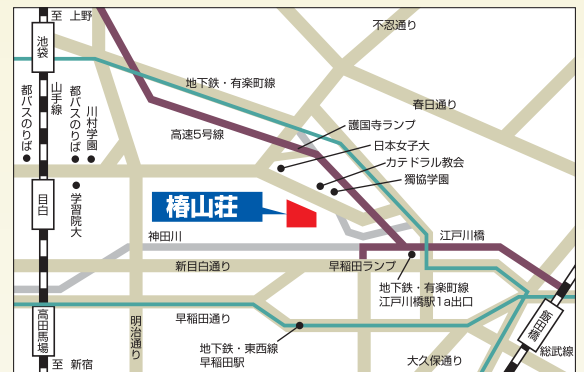 至 上野
池袋
不忍通り
山手線
都バスのりば
都バスのりば
川村学園
地下鉄・有楽町線
春日通り
高速5号線
護国寺ランプ
日本女子大
カテドラル教会
獨協学園
目白
学習院大
椿山荘
神田川
江戸川橋
新目白通り
早稲田ランプ
地下鉄・有楽町線
江戸川橋駅1a出口
高田馬場
明治通り
早稲田通り
地下鉄・東西線
早稲田駅
飯田橋
総武線
大久保通り
至 新宿